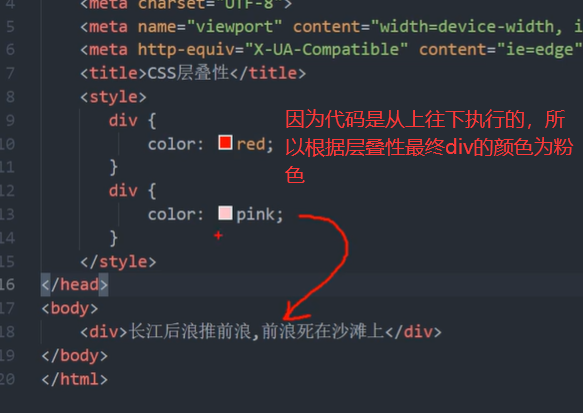 4 <meta charset="UTF-8">
5 <meta name="viewport" content="width=device-width, i
6 <meta http-equiv="X-UA-Compatible" content="ie=edge"
7 <title>CSS层叠性</title>
8 <style>
9 div {
10 color: red;
11 }
12 div {
13 color: pink;
14 }
15 </style>
16 </head>
17 <body>
18 <div>长江后浪推前浪,前浪死在沙滩上</div>
19 </body>
20 </html>
因为代码是从上往下执行的，所
以根据层叠性最终div的颜色为粉
色